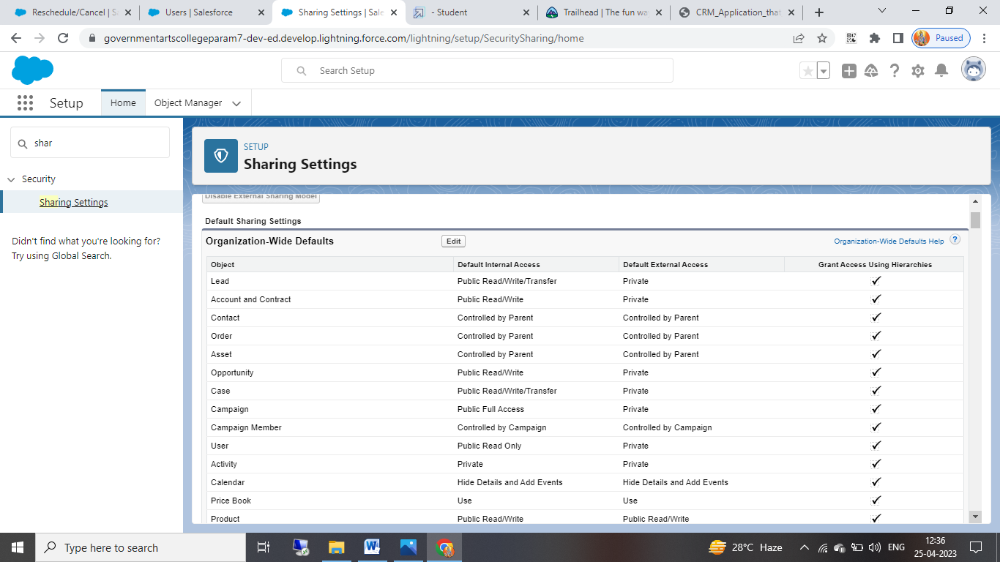 Reschedule/Cancel | S
Users | Salesforce
Sharing Settings | Sale
- Student
Trailhead | The fun wa
CRM_Application_that
governmentartscollegeparam7-dev-ed.develop.lightning.force.com/lightning/setup/SecuritySharing/home
Paused
Search Setup
Setup
Home
Object Manager
shar
Security
Sharing Settings
Didn't find what you're looking for?
Try using Global Search.
SETUP
Sharing Settings
Disable External Sharing Model
Default Sharing Settings
Organization-Wide Defaults Edit Organization-Wide Defaults Help ?
Object Default Internal Access Default External Access Grant Access Using Hierarchies
Lead Public Read/Write/Transfer Private ✓
Account and Contract Public Read/Write Private ✓
Contact Controlled by Parent Controlled by Parent ✓
Order Controlled by Parent Controlled by Parent ✓
Asset Controlled by Parent Controlled by Parent ✓
Opportunity Public Read/Write Private ✓
Case Public Read/Write/Transfer Private ✓
Campaign Public Full Access Private ✓
Campaign Member Controlled by Campaign Controlled by Campaign ✓
User Public Read Only Private ✓
Activity Private Private ✓
Calendar Hide Details and Add Events Hide Details and Add Events ✓
Price Book Use Use ✓
Product Public Read/Write Public Read/Write ✓
Type here to search
28°C Haze
ENG
12:36
25-04-2023